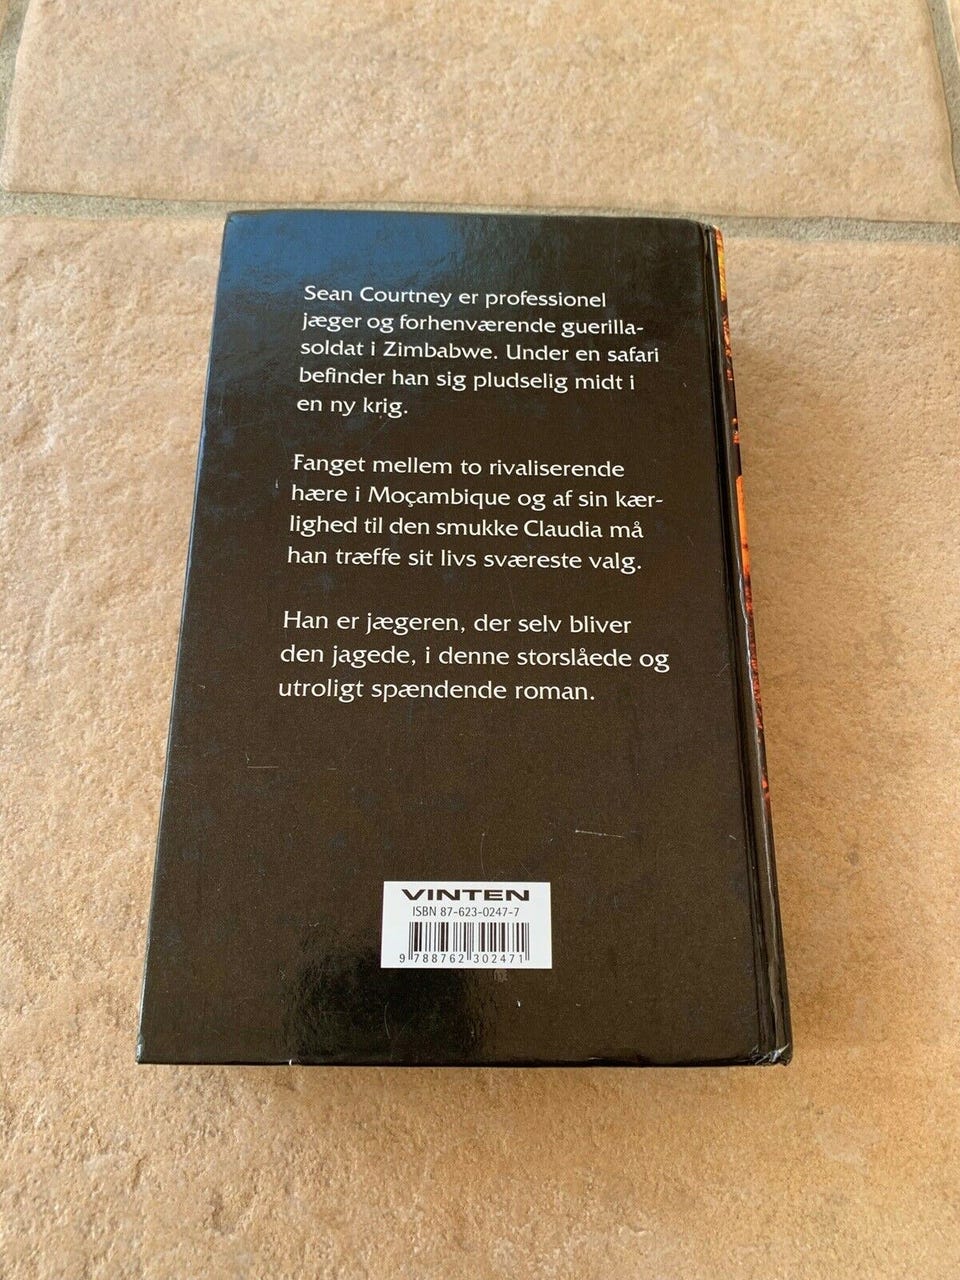 Sean Courtney er professionel
jæger og forhenværende guerilla-
soldat i Zimbabwe. Under en safari
befinder han sig pludselig midt i
en ny krig.
Fanget mellem to rivaliserende
hære i Moçambique og af sin kær-
lighed til den smukke Claudia må
han træffe sit livs sværeste valg.
Han er jægeren, der selv bliver
den jagede, i denne storslåede og
utroligt spændende roman.
VINTEN
ISBN 87-623-0247-7
9 788762 302471